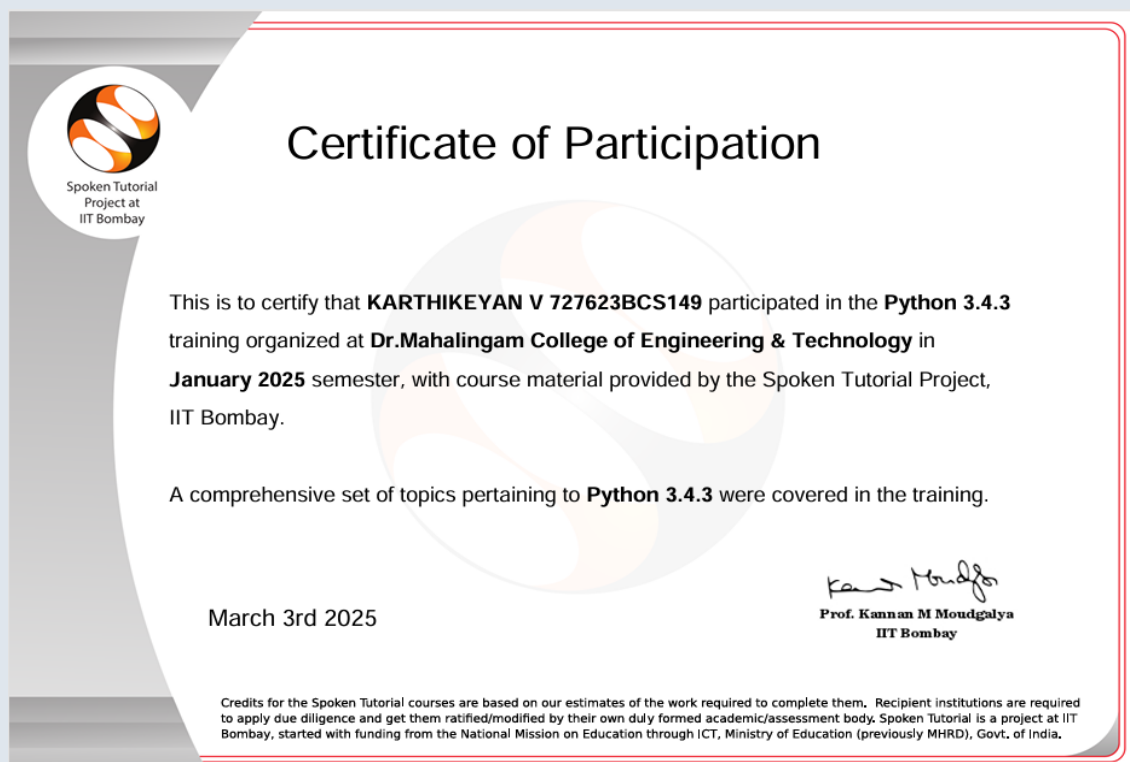 Spoken Tutorial
Project at
IIT Bombay
Certificate of Participation
This is to certify that KARTHIKEYAN V 727623BCS149 participated in the Python 3.4.3
training organized at Dr.Mahalingam College of Engineering & Technology in
January 2025 semester, with course material provided by the Spoken Tutorial Project,
IIT Bombay.
A comprehensive set of topics pertaining to Python 3.4.3 were covered in the training.
March 3rd 2025
Prof. Kannan M Moudgalya
IIT Bombay
Credits for the Spoken Tutorial courses are based on our estimates of the work required to complete them. Recipient institutions are required
to apply due diligence and get them ratified/modified by their own duly formed academic/assessment body. Spoken Tutorial is a project at IIT
Bombay, started with funding from the National Mission on Education through ICT, Ministry of Education (previously MHRD), Govt. of India.